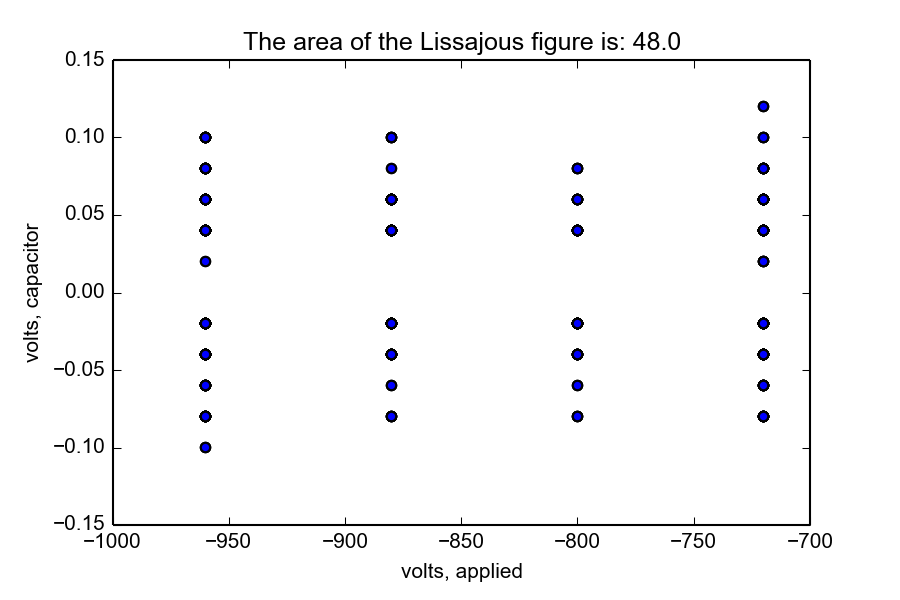 The area of the Lissajous figure is: 48.0
0.15
0.10
0.05
0.00
−0.05
−0.10
−0.15
−1000 −950 −900 −850 −800 −750 −700
volts, capacitor
volts, applied